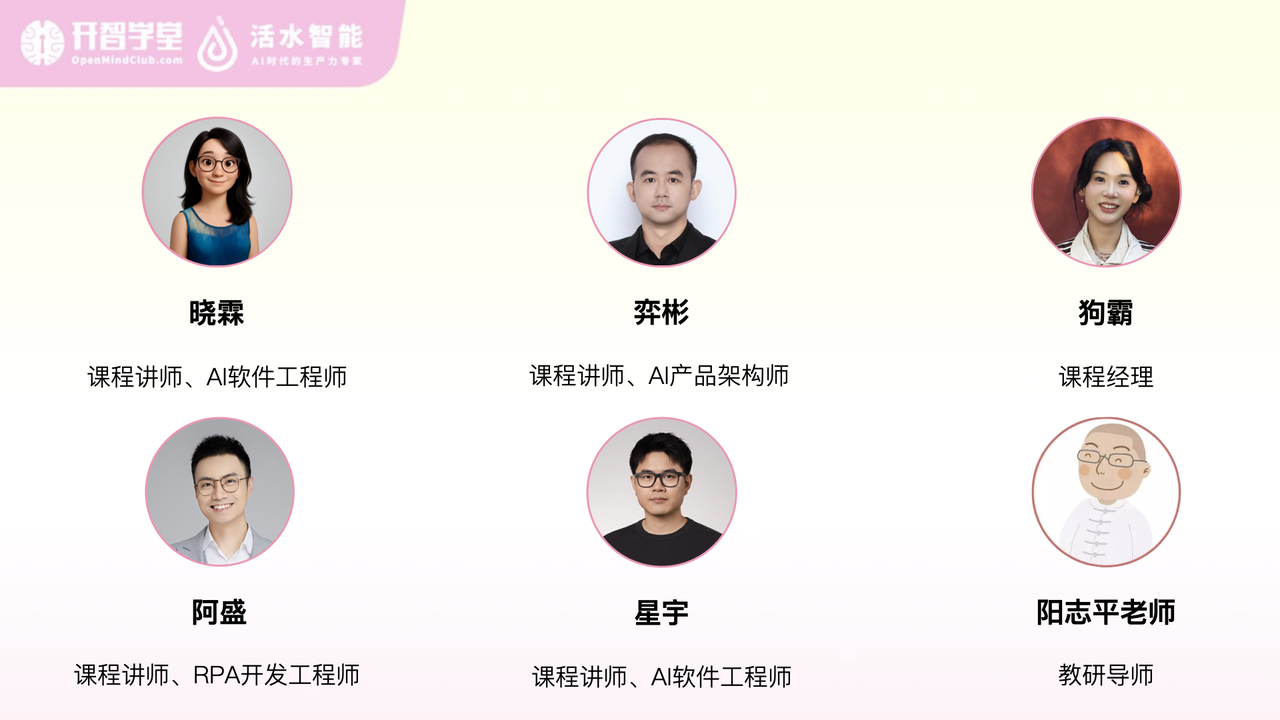 开智学堂
OpenMindClub.com
活水智能
AI时代的生产力专家
晓霖
弈彬
狗霸
课程讲师、AI软件工程师
课程讲师、AI产品架构师
课程经理
阿盛
星宇
阳志平老师
课程讲师、RPA开发工程师
课程讲师、AI软件工程师
教研导师